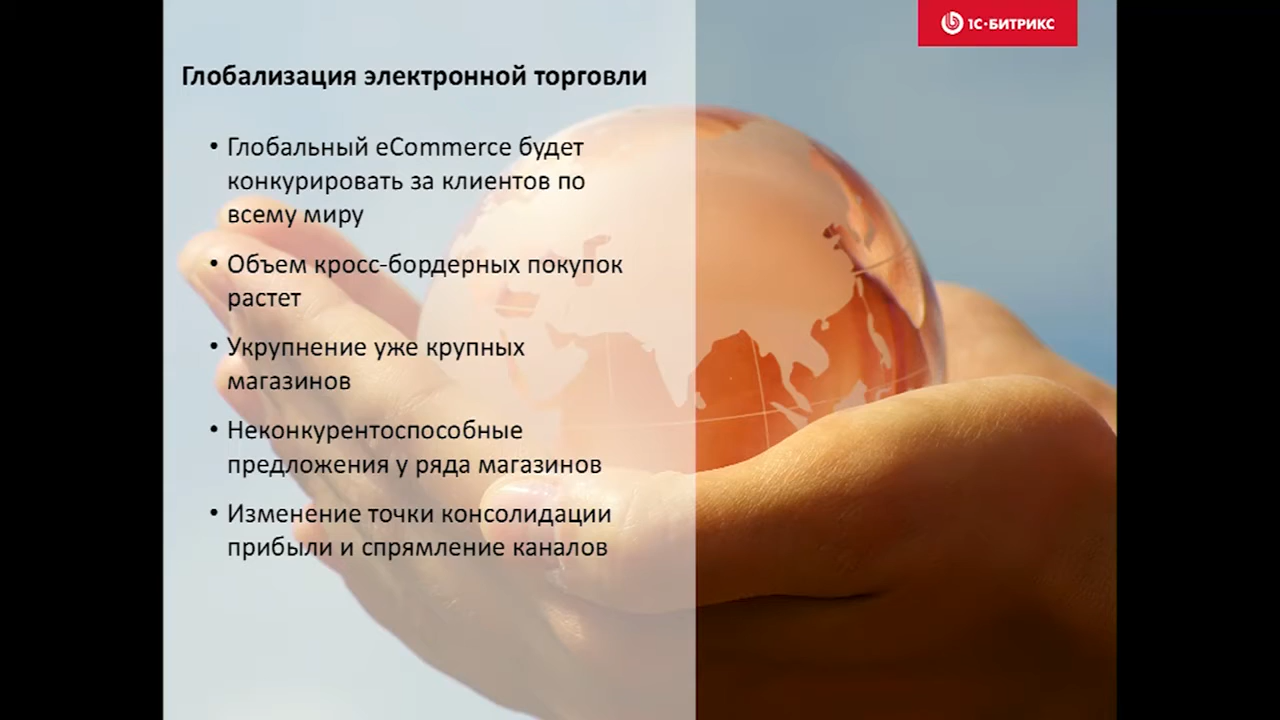 1С·БИТРИКС
Глобализация электронной торговли
• Глобальный eCommerce будет
конкурировать за клиентов по
всему миру
• Объем кросс-бордерных покупок
растет
• Укрупнение уже крупных
магазинов
• Неконкурентоспособные
предложения у ряда магазинов
• Изменение точки консолидации
прибыли и спрямление каналов